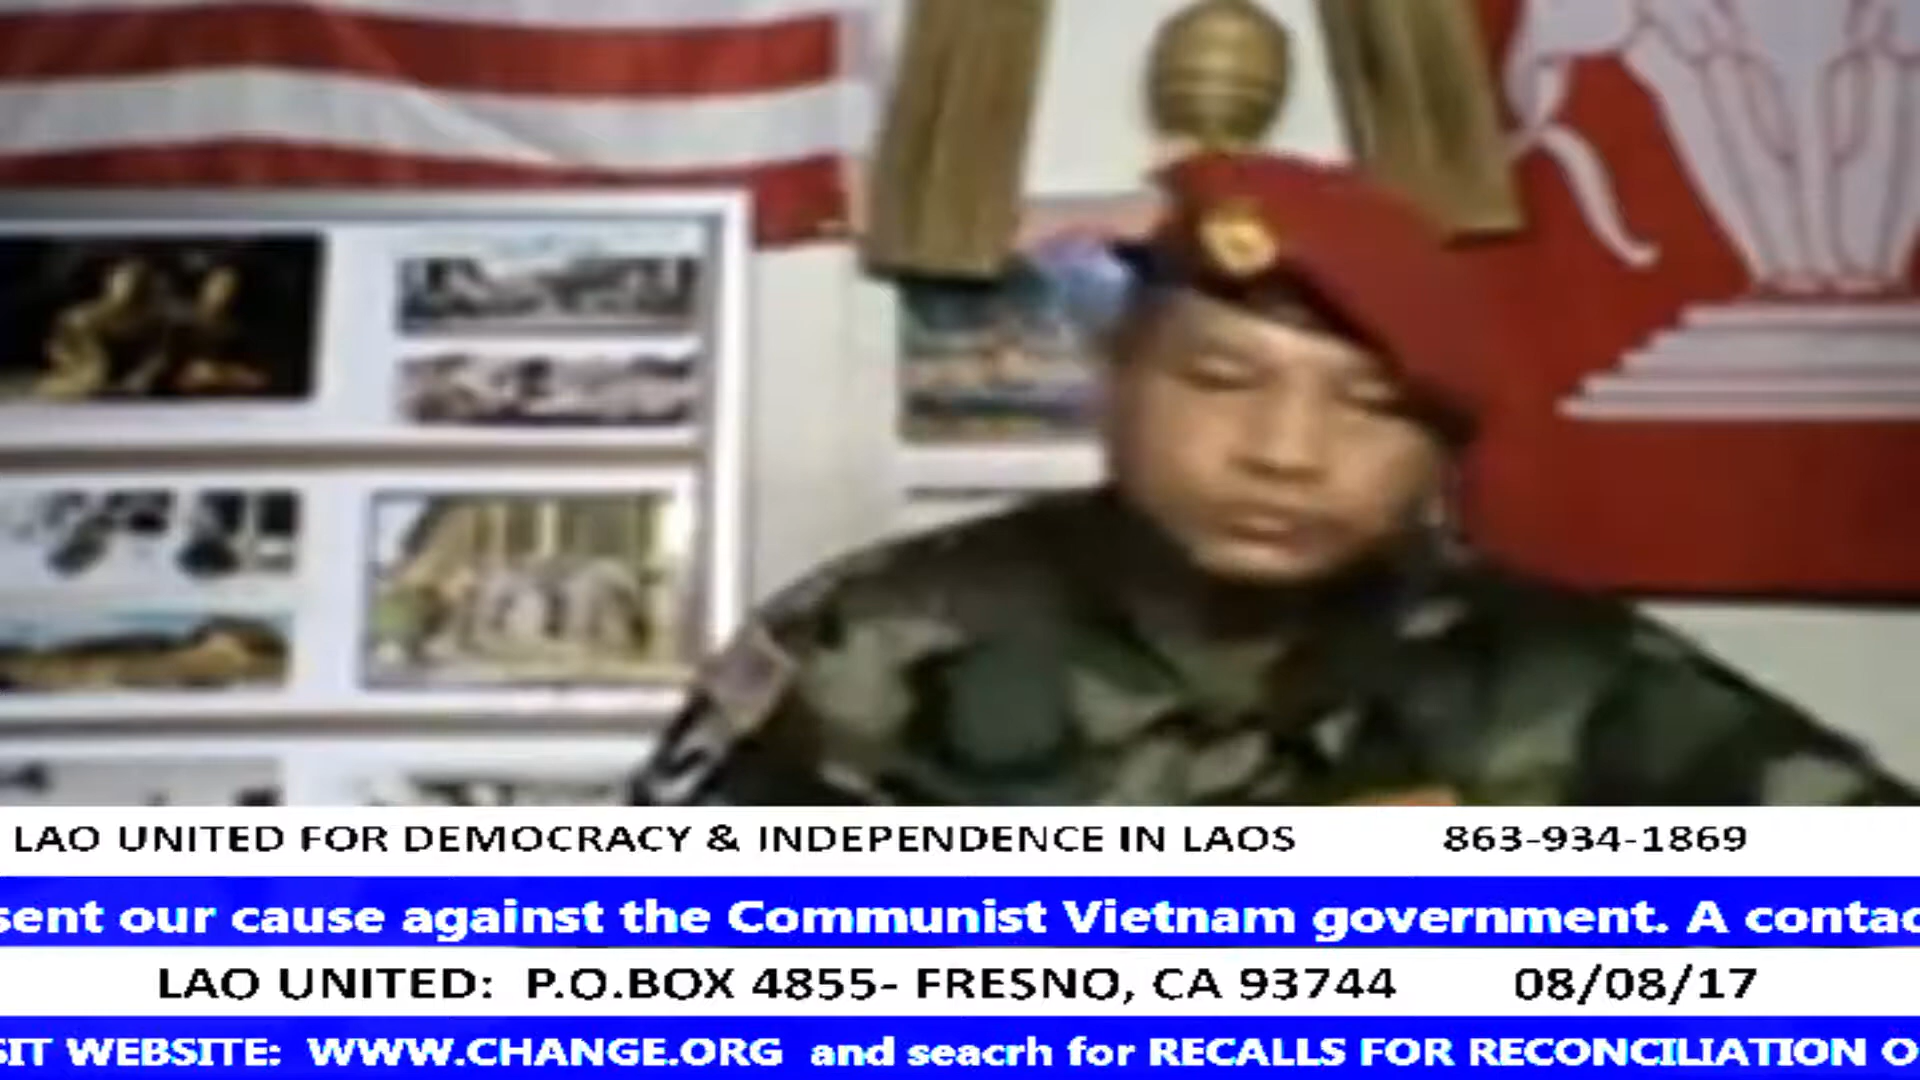 LAO UNITED FOR DEMOCRACY & INDEPENDENCE IN LAOS 863-934-1869
sent our cause against the Communist Vietnam government. A contac
LAO UNITED: P.O.BOX 4855- FRESNO, CA 93744 08/08/17
SIT WEBSITE: WWW.CHANGE.ORG and seacrh for RECALLS FOR RECONCILIATION O